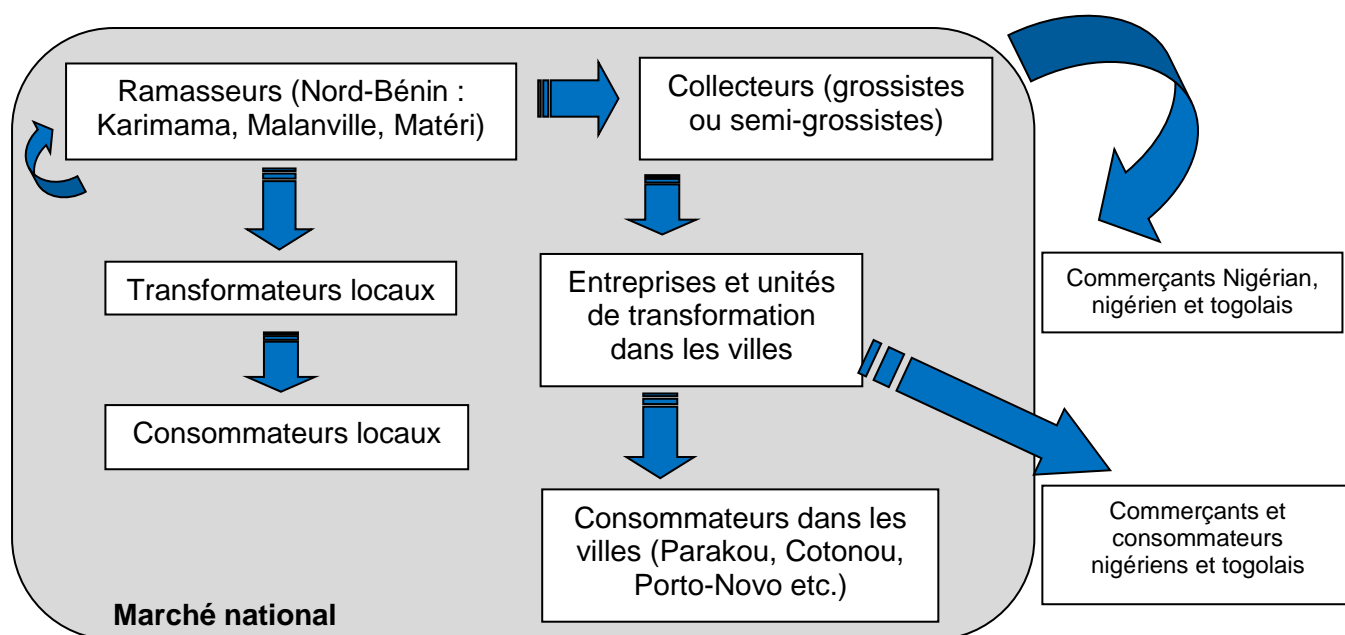 Ramasseurs (Nord-Bénin :
Karimama, Malanville, Matéri)
Collecteurs (grossistes
ou semi-grossistes)
Transformateurs locaux
Entreprises et unités
de transformation
dans les villes
Commerçants Nigérian,
nigérien et togolais
Consommateurs locaux
Consommateurs dans les
villes (Parakou, Cotonou,
Porto-Novo etc.)
Commerçants et
consommateurs
nigériens et togolais
Marché national